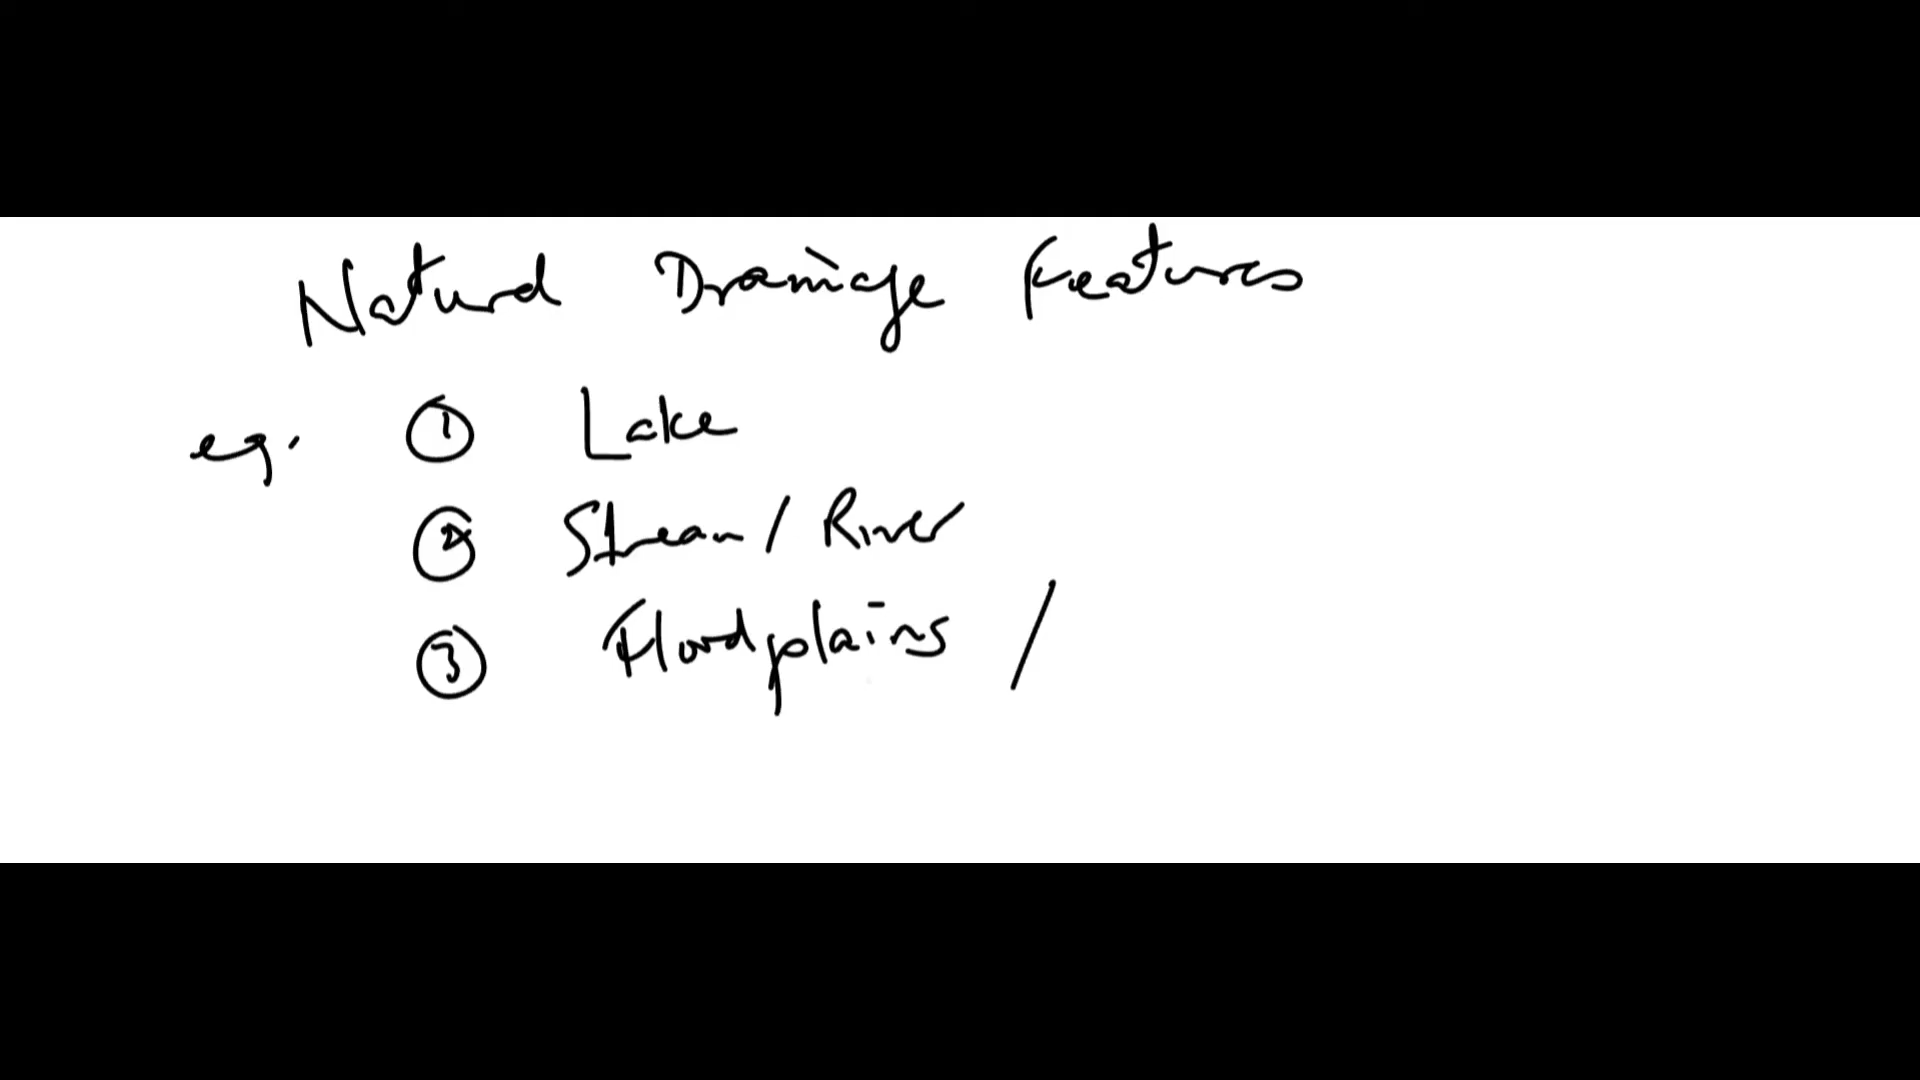 Natural Drainage Features
eg. ① Lake
② Stream / River
③ Floodplains /